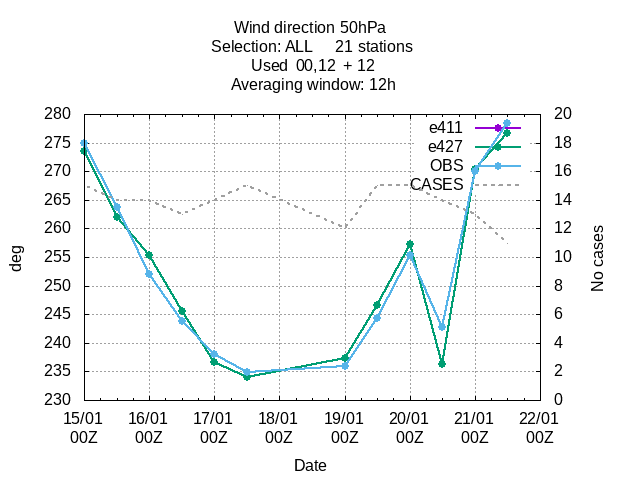 Wind direction 50hPa
Selection: ALL 21 stations
Used 00,12 + 12
Averaging window: 12h
280 20
e411
275 e427 18
270 OBS 16
265 CASES 14
260 12
255 10
250 8
245 6
240 4
235 2
230 0
deg
No cases
15/01 16/01 17/01 18/01 19/01 20/01 21/01 22/01
00Z 00Z 00Z 00Z 00Z 00Z 00Z 00Z
Date